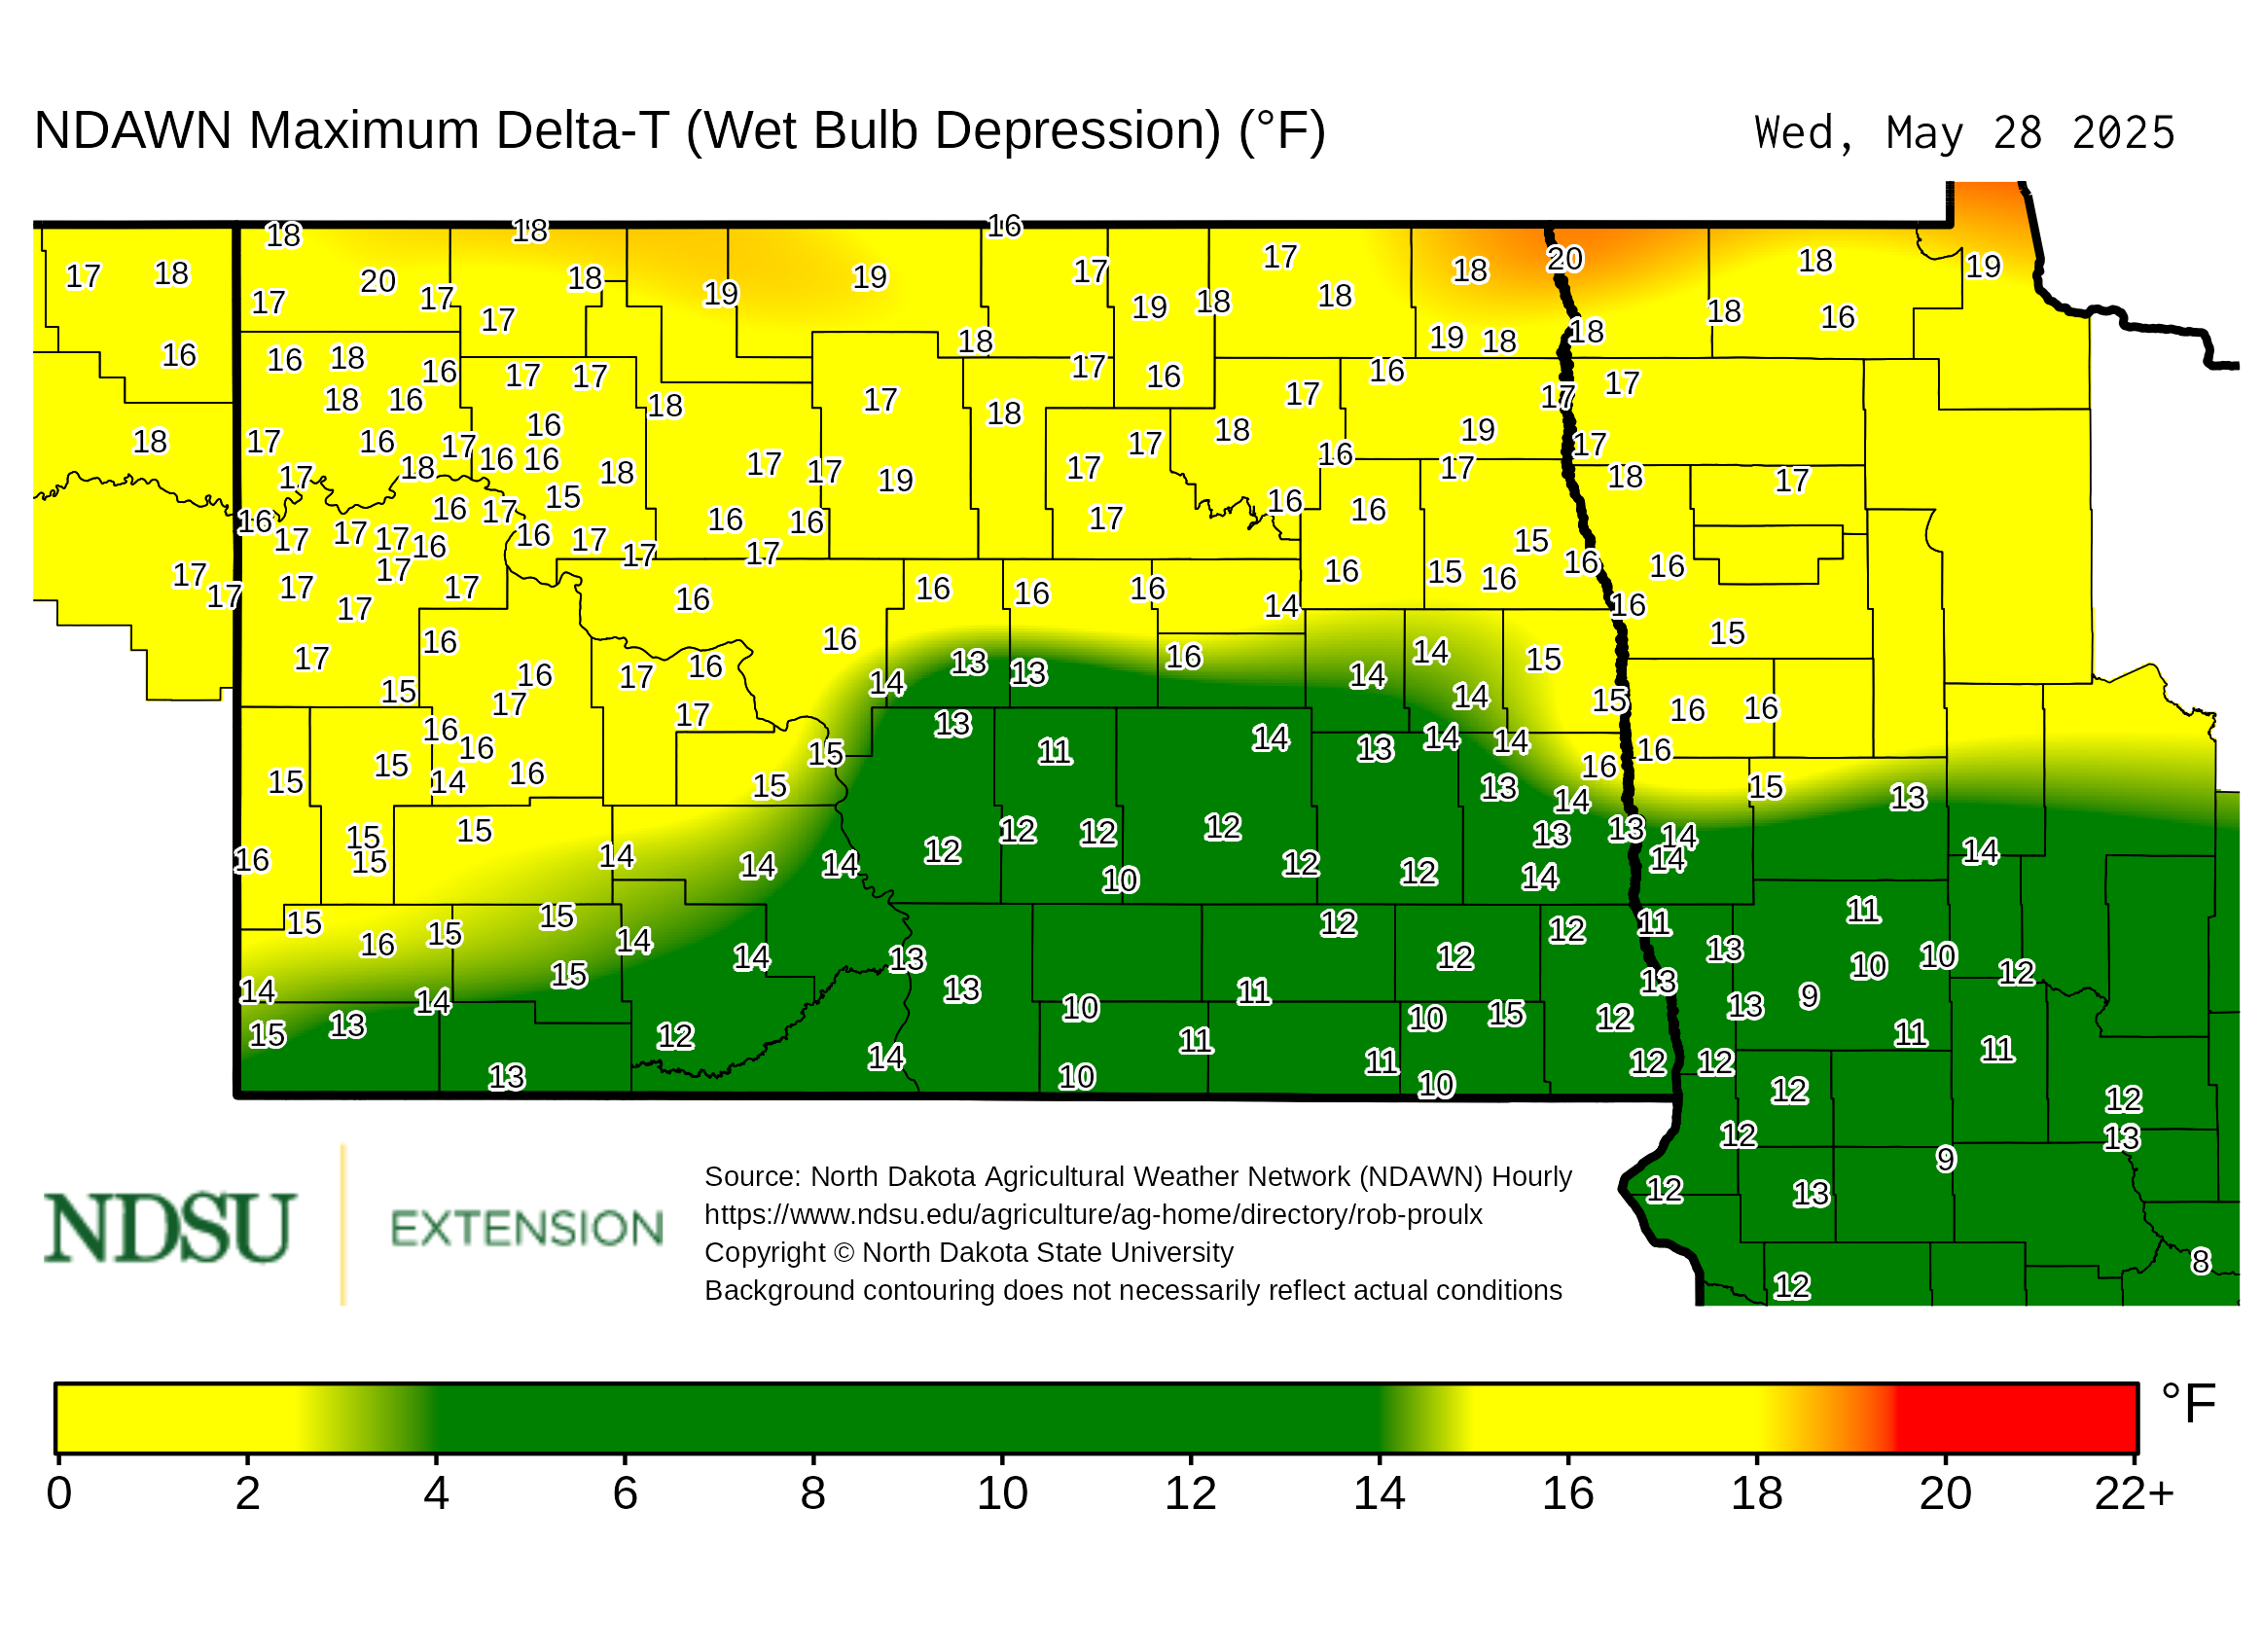 NDAWN Maximum Delta-T (Wet Bulb Depression) (°F)
Wed, May 28 2025
18 18 16
17 18 20 18 19 17 17 18 20 18 19
17 17 17 19 19 18 18 18 16
16 16 18 16 17 17 18 17 16 19 18 18 16 17
18 16 18 17 18 17 17
18 17 16 17 16 17 18 19 17
17 18 16 16 16 18 17 17 19 17 16 17 18 17
16 17 17 17 16 16 17 15 16 17 16 16 17 16 16 15
17 17 17 17 17 17 16 16 16 16 16 15 16 16 16
17 17 16 16 14 16 15
17 15 16 17 17 16 14 13 13 16 14 14 15
16 16 17 13 14 15 16 16
15 15 14 16 15 15 11 14 13 14 14 16 16
15 13 14 15 13
16 15 15 15 14 14 14 12 12 12 12 12 12 13 13 14 14 14
10 14
15 16 15 15 14 14 13 12 12 12 11 11
14 15 14 13 13 11 13 13 10 10 12
15 13 12 14 10 11 10 15 12 13 9 11 11
13 10 11 10 12 12 12 12
12 13
9
12 13
8
12
NDSU
EXTENSION
Source: North Dakota Agricultural Weather Network (NDAWN) Hourly
https://www.ndsu.edu/agriculture/ag-home/directory/rob-proulx
Copyright © North Dakota State University
Background contouring does not necessarily reflect actual conditions
°F
0 2 4 6 8 10 12 14 16 18 20 22+